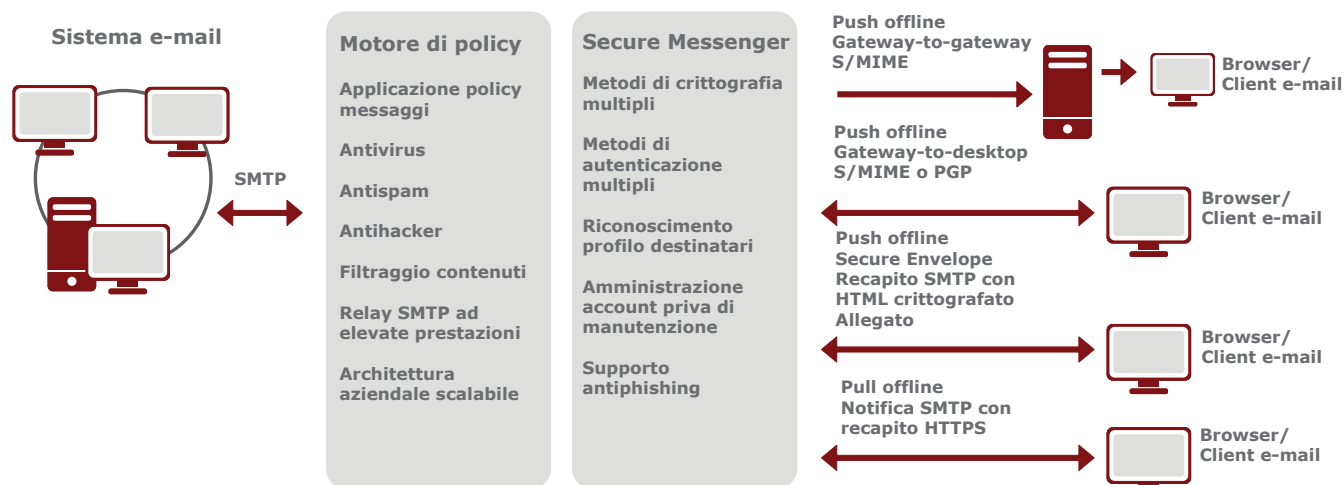 Sistema e-mail
SMTP
Motore di policy
Applicazione policy
messaggi
Antivirus
Antispam
Antihacker
Filtraggio contenuti
Relay SMTP ad
elevate prestazioni
Architettura
aziendale scalabile
Secure Messenger
Metodi di crittografia
multipli
Metodi di
autenticazione
multipli
Riconoscimento
profilo destinatari
Amministrazione
account priva di
manutenzione
Supporto
antiphishing
Push offline
Gateway-to-gateway
S/MIME
Browser/
Client e-mail
Push offline
Gateway-to-desktop
S/MIME o PGP
Browser/
Client e-mail
Push offline
Secure Envelope
Recapito SMTP con
HTML crittografato
Allegato
Browser/
Client e-mail
Pull offline
Notifica SMTP con
recapito HTTPS
Browser/
Client e-mail